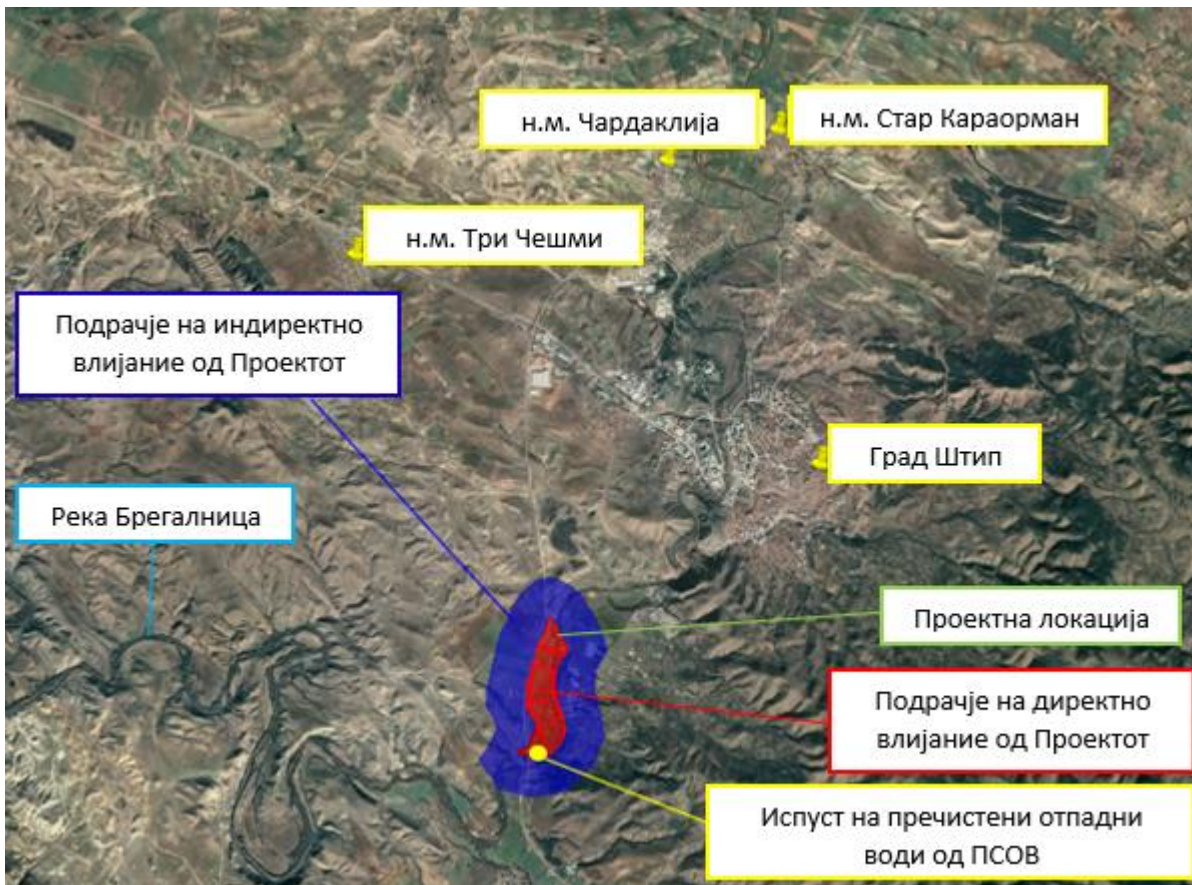 н.м. Чардаклија
н.м. Стар Караорман
н.м. Три Чешми
Подрачје на индиректно
влијание од Проектот
Град Штип
Река Брегалница
Проектна локација
Подрачје на директно
влијание од Проектот
Испуст на пречистени отпадни
води од ПСОВ